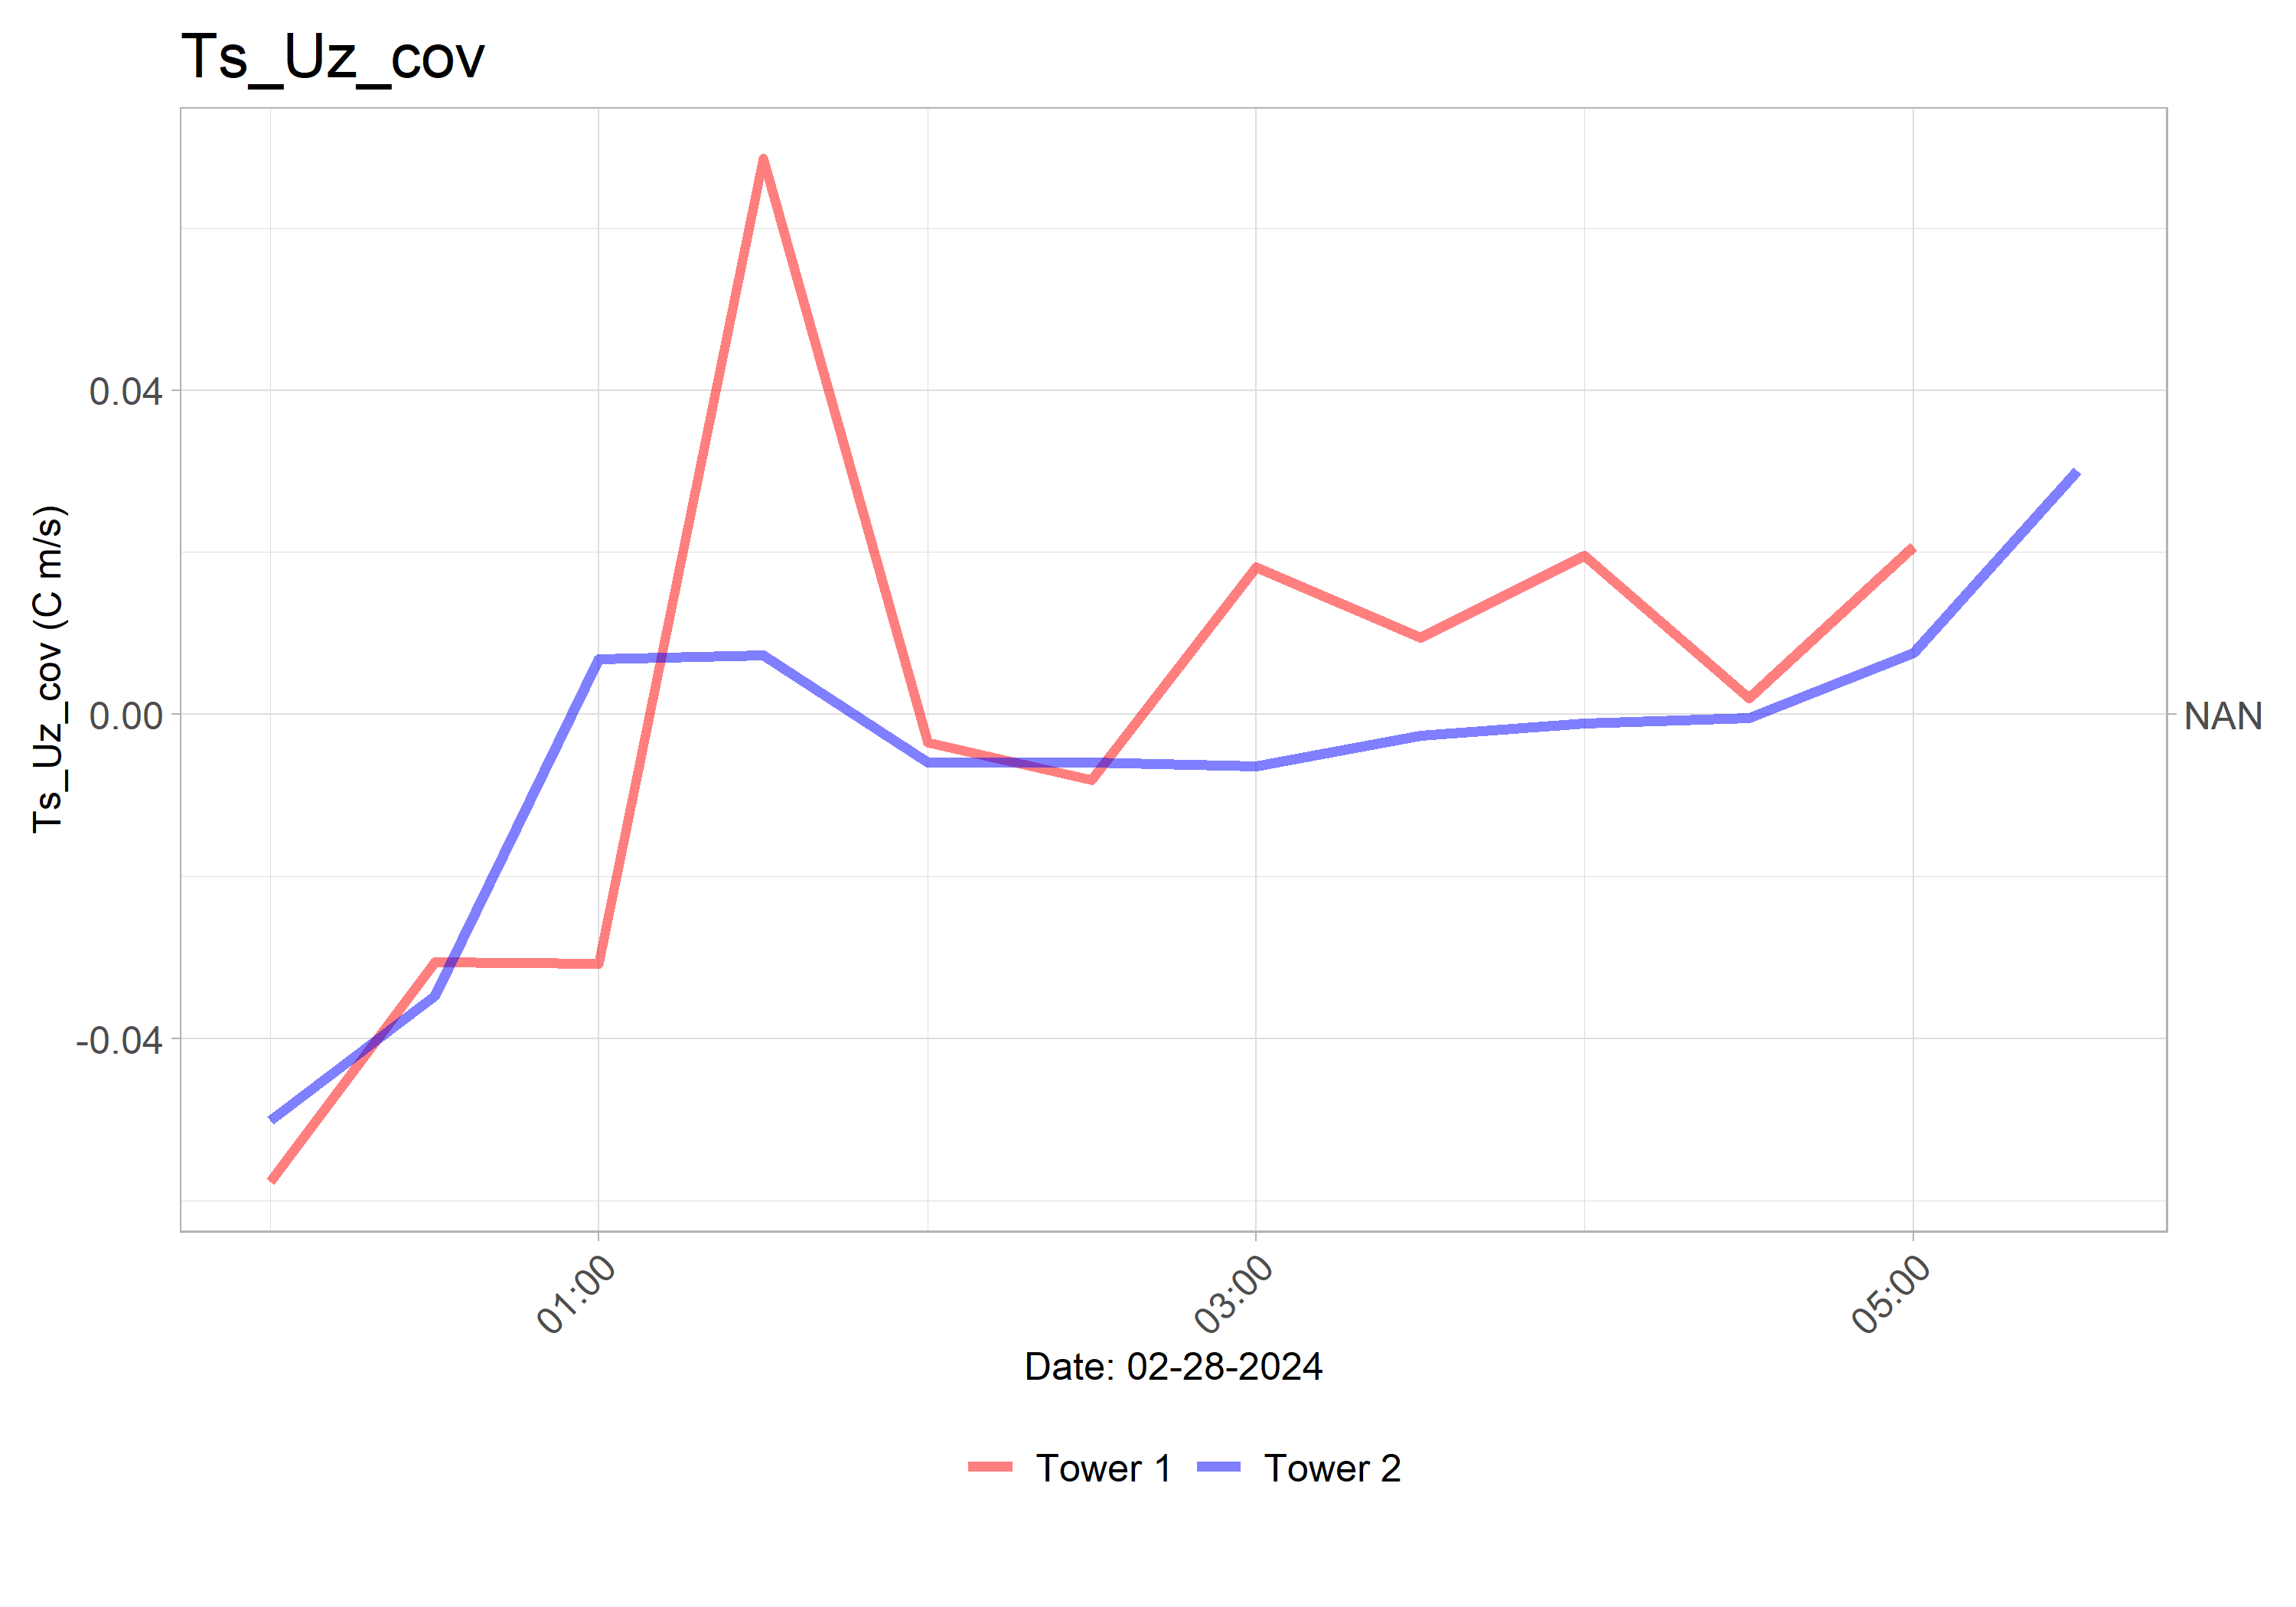 Ts_Uz_cov
Ts_Uz_cov (C m/s)
0.04
0.00
-0.04
NAN
01:00
03:00
05:00
Date: 02-28-2024
Tower 1
Tower 2